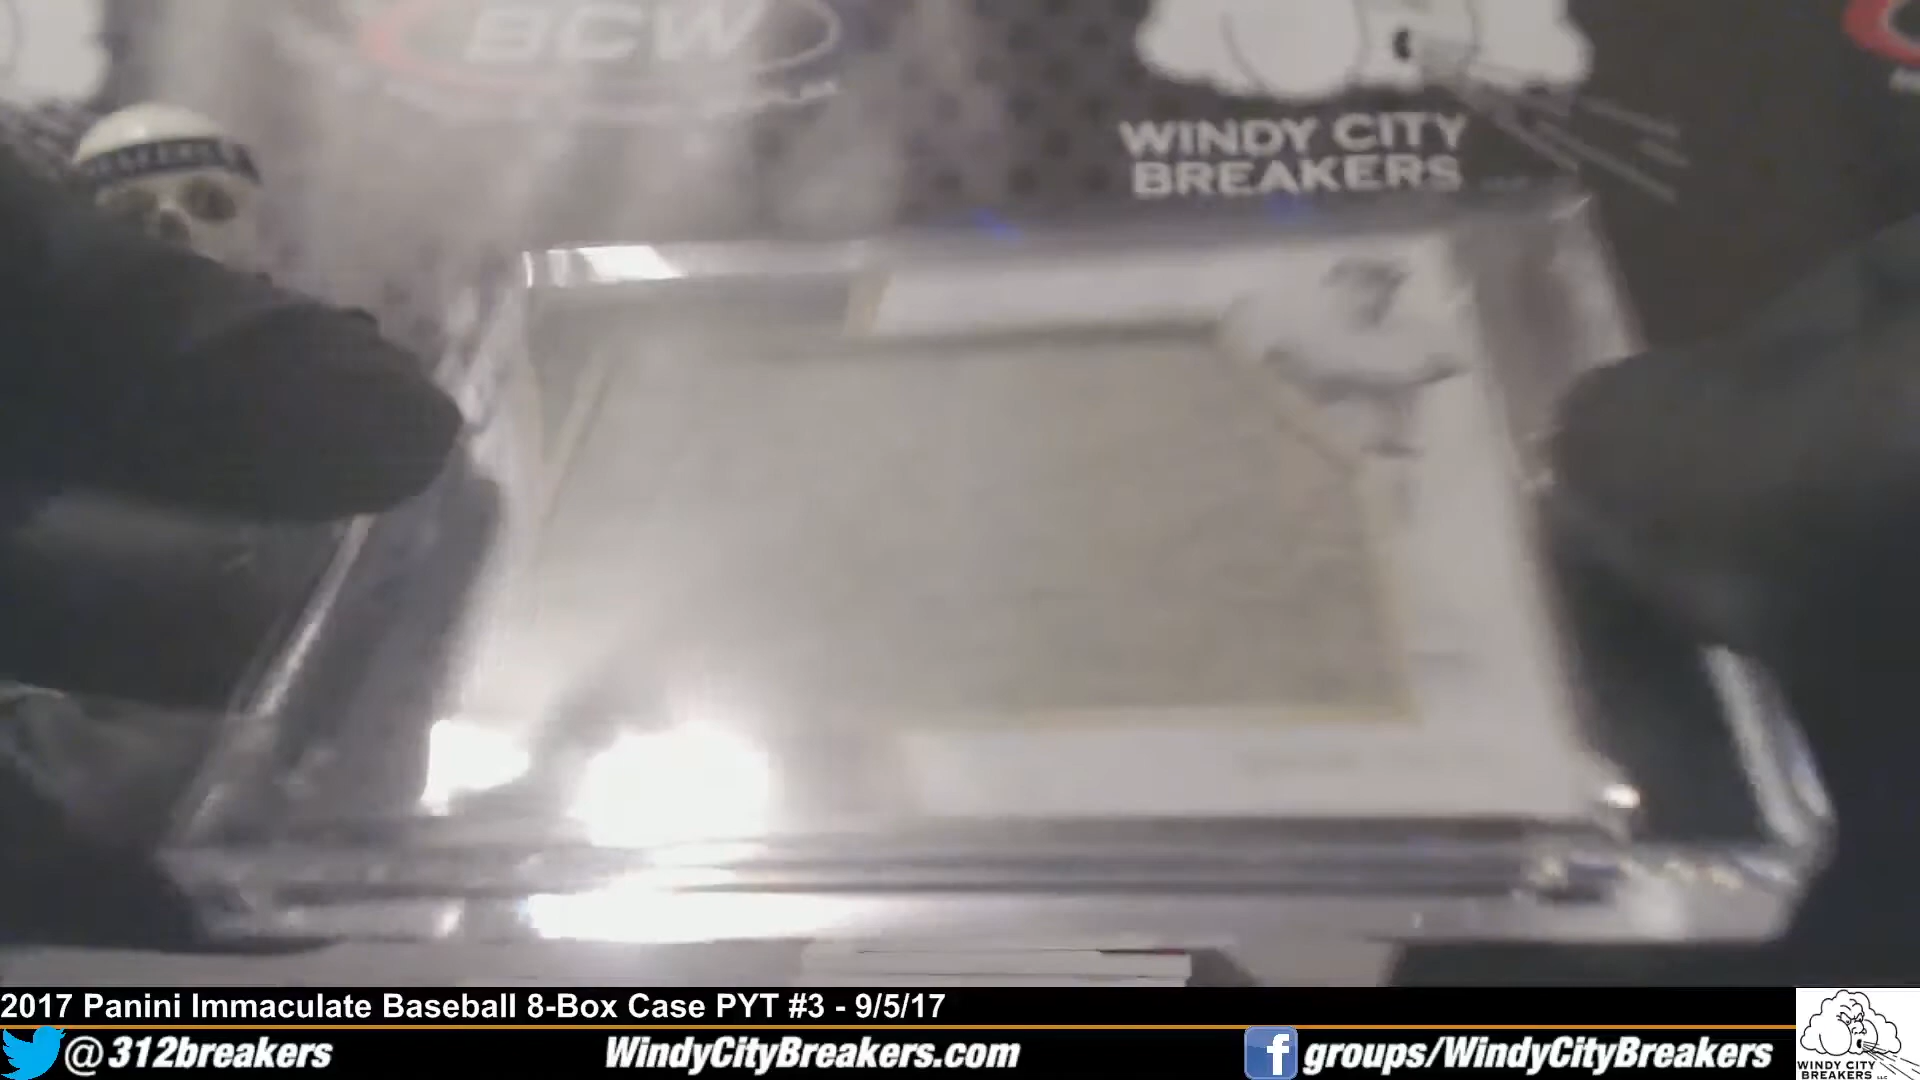 BCW
WINDY CITY
BREAKERS
2017 Panini Immaculate Baseball 8-Box Case PYT #3 - 9/5/17
@312breakers
WindyCityBreakers.com
f groups/WindyCityBreakers
WINDY CITY
BREAKERS LLC